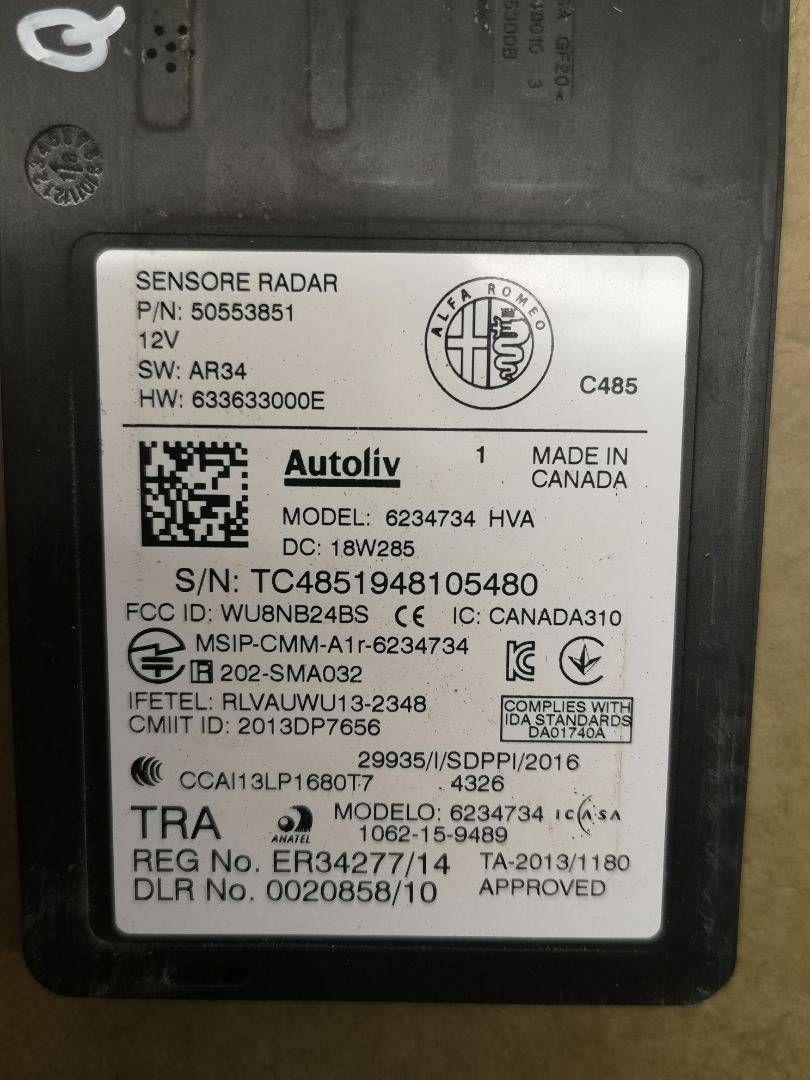 Q
SENSORE RADAR
P/N: 50553851
12V
SW: AR34
HW: 633633000E
ALFA ROMEO
C485
Autoliv
1
MADE IN
CANADA
MODEL: 6234734 HVA
DC: 18W285
S/N: TC4851948105480
FCC ID: WU8NB24BS CE IC: CANADA310
MSIP-CMM-A1r-6234734
R 202-SMA032
IFETEL: RLVAUWU13-2348
CMIIT ID: 2013DP7656
COMPLIES WITH
IDA STANDARDS
DA01740A
29935/I/SDPPI/2016
CCAI13LP1680T7 4326
TRA
ANATEL
MODELO: 6234734
1062-15-9489
ICASA
REG No. ER34277/14
TA-2013/1180
DLR No. 0020858/10
APPROVED